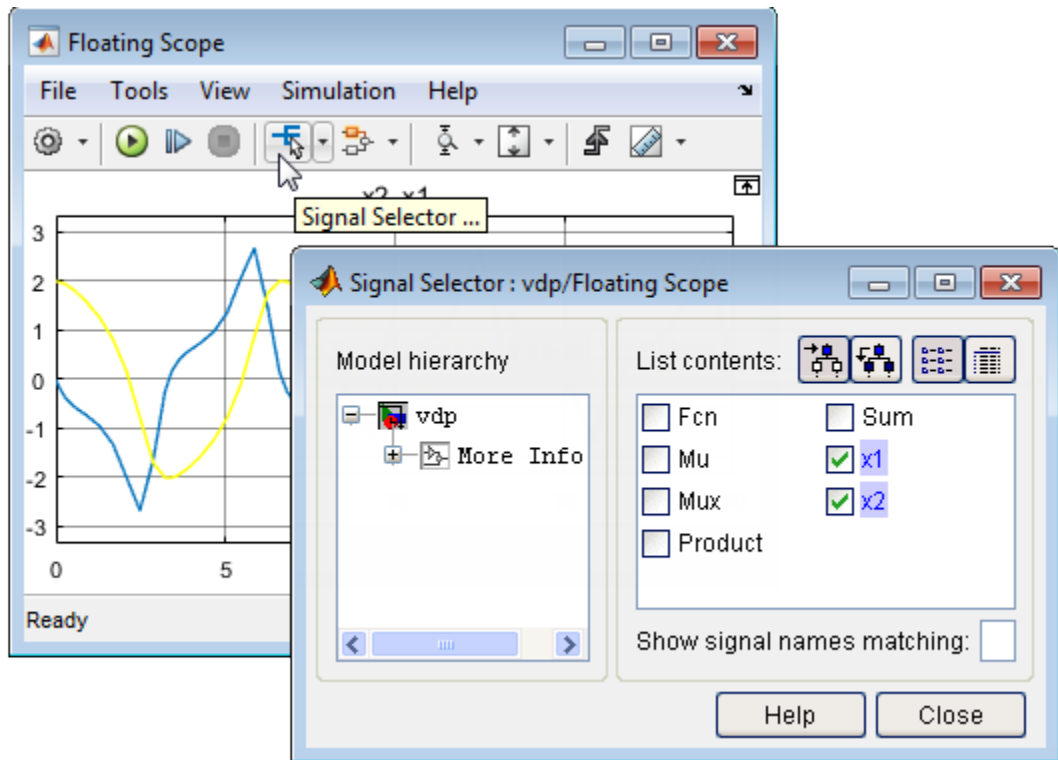 Floating Scope
File Tools View Simulation Help
x2, x1
Signal Selector ...
3
2
1
0
-1
-2
-3
0 5
Ready
Signal Selector : vdp/Floating Scope
Model hierarchy
vdp
More Info
List contents:
Fcn Sum
Mu x1
Mux x2
Product
Show signal names matching:
Help Close